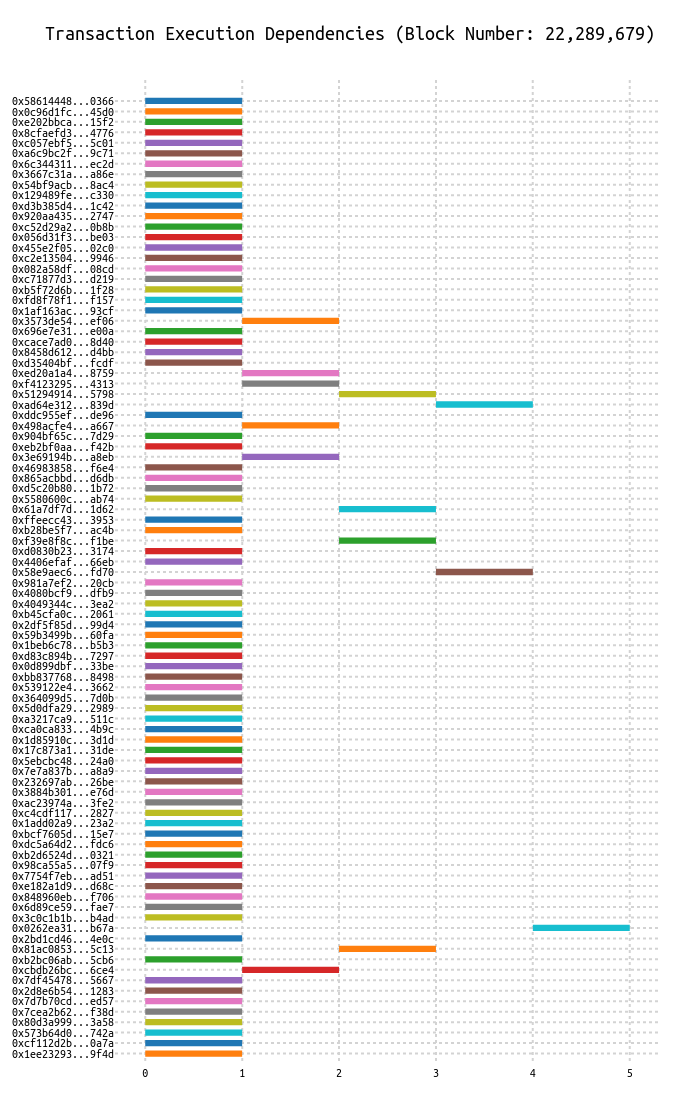 Transaction Execution Dependencies (Block Number: 22,289,679)
0x58614448...0366
0x0c96d1fc...45d0
0xe202bbca...15f2
0x8cfaefd3...4776
0xc057ebf5...5c01
0xa6c9bc2f...9c71
0x6c344311...ec2d
0x3667c31a...a86e
0x54bf9acb...8ac4
0x129489fe...c330
0xd3b385d4...1c42
0x920aa435...2747
0xc52d29a2...0b8b
0x056d31f3...be03
0x455e2f05...02c0
0xc2e13504...9946
0x082a58df...08cd
0xc71877d3...d219
0xb5f72d6b...1f28
0xfd8f78f1...f157
0x1af163ac...93cf
0x3573de54...ef06
0x696e7e31...e00a
0xcace7ad0...8d40
0x8458d612...d4bb
0xd35404bf...fcdf
0xed20a1a4...8759
0xf4123295...4313
0x51294914...5798
0xad64e312...839d
0xddc955ef...de96
0x498acfe4...a667
0x904bf65c...7d29
0xeb2bf0aa...f42b
0x3e69194b...a8eb
0x46983858...f6e4
0x865acbbd...d6db
0xd5c20b80...1b72
0x5580600c...ab74
0x61a7df7d...1d62
0xffeecc43...3953
0xb28be5f7...ac4b
0xf39e8f8c...f1be
0xd0830b23...3174
0x4406efaf...66eb
0x58e9aec6...fd70
0x981a7ef2...20cb
0x4080bcf9...dfb9
0x4049344c...3ea2
0xb45cfa0c...2061
0x2df5f85d...99d4
0x59b3499b...60fa
0x1beb6c78...b5b3
0xd83c894b...7297
0x0d899dbf...33be
0xbb837768...8498
0x539122e4...3662
0x364099d5...7d0b
0x5d0dfa29...2989
0xa3217ca9...511c
0xca0ca833...4b9c
0x1d85910c...3d1d
0x17c873a1...31de
0x5ebcbc48...24a0
0x7e7a837b...a8a9
0x232697ab...26be
0x3884b301...e76d
0xac23974a...3fe2
0xc4cdf117...2827
0x1add02a9...23a2
0xbcf7605d...15e7
0xdc5a64d2...fdc6
0xb2d6524d...0321
0x98ca55a5...07f9
0x7754f7eb...ad51
0xe182a1d9...d68c
0x848960eb...f706
0x6d89ce59...fae7
0x3c0c1b1b...b4ad
0x0262ea31...b67a
0x2bd1cd46...4e0c
0x81ac0853...5c13
0xb2bc06ab...5cb6
0xcbdb26bc...6ce4
0x7df45478...5667
0x2d8e6b54...1283
0x7d7b70cd...ed57
0x7cea2b62...f38d
0x80d3a999...3a58
0x573b64d0...742a
0xcf112d2b...0a7a
0x1ee23293...9f4d
0 1 2 3 4 5